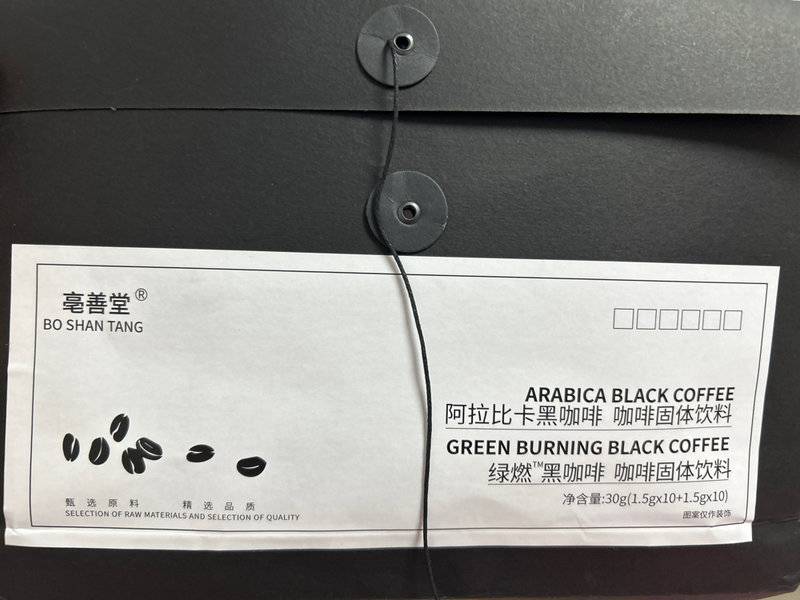 亳善堂®
BO SHAN TANG
ARABICA BLACK COFFEE
阿拉比卡黑咖啡 咖啡固体饮料
GREEN BURNING BLACK COFFEE
绿燃™黑咖啡 咖啡固体饮料
净含量:30g(1.5gx10+1.5gx10)
图案仅作装饰
甄选原料 精选品质
SELECTION OF RAW MATERIALS AND SELECTION OF QUALITY